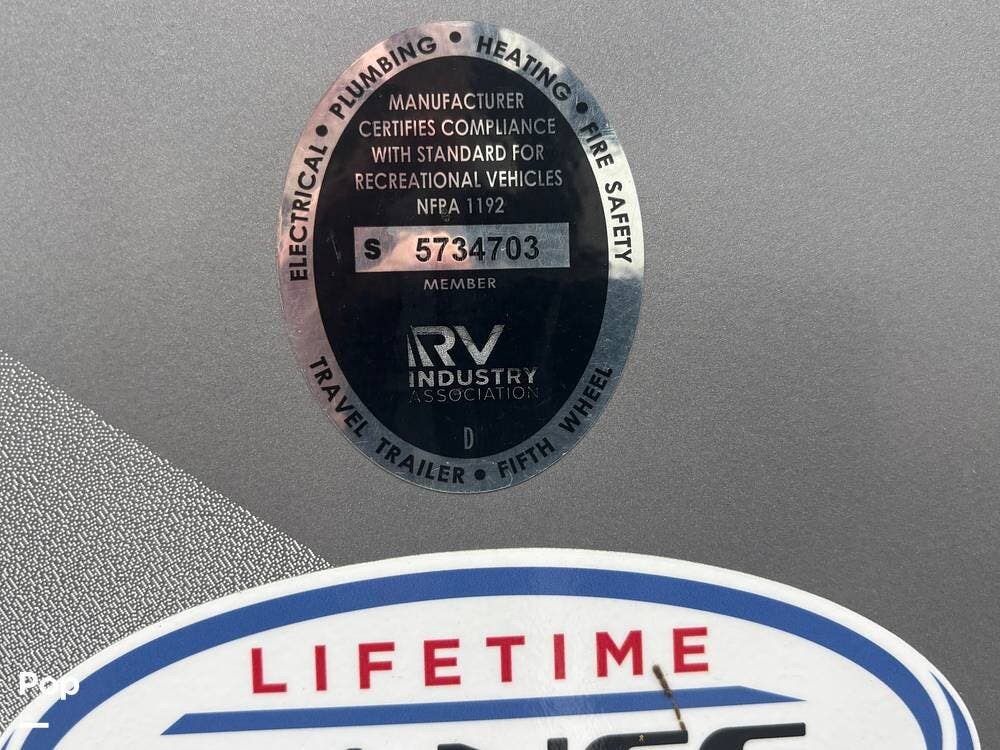 ELECTRICAL • PLUMBING • HEATING • FIRE SAFETY
MANUFACTURER
CERTIFIES COMPLIANCE
WITH STANDARD FOR
RECREATIONAL VEHICLES
NFPA 1192
S 5734703
MEMBER
RV
INDUSTRY
ASSOCIATION
D
TRAVEL TRAILER • FIFTH WHEEL
LIFETIME
Pop